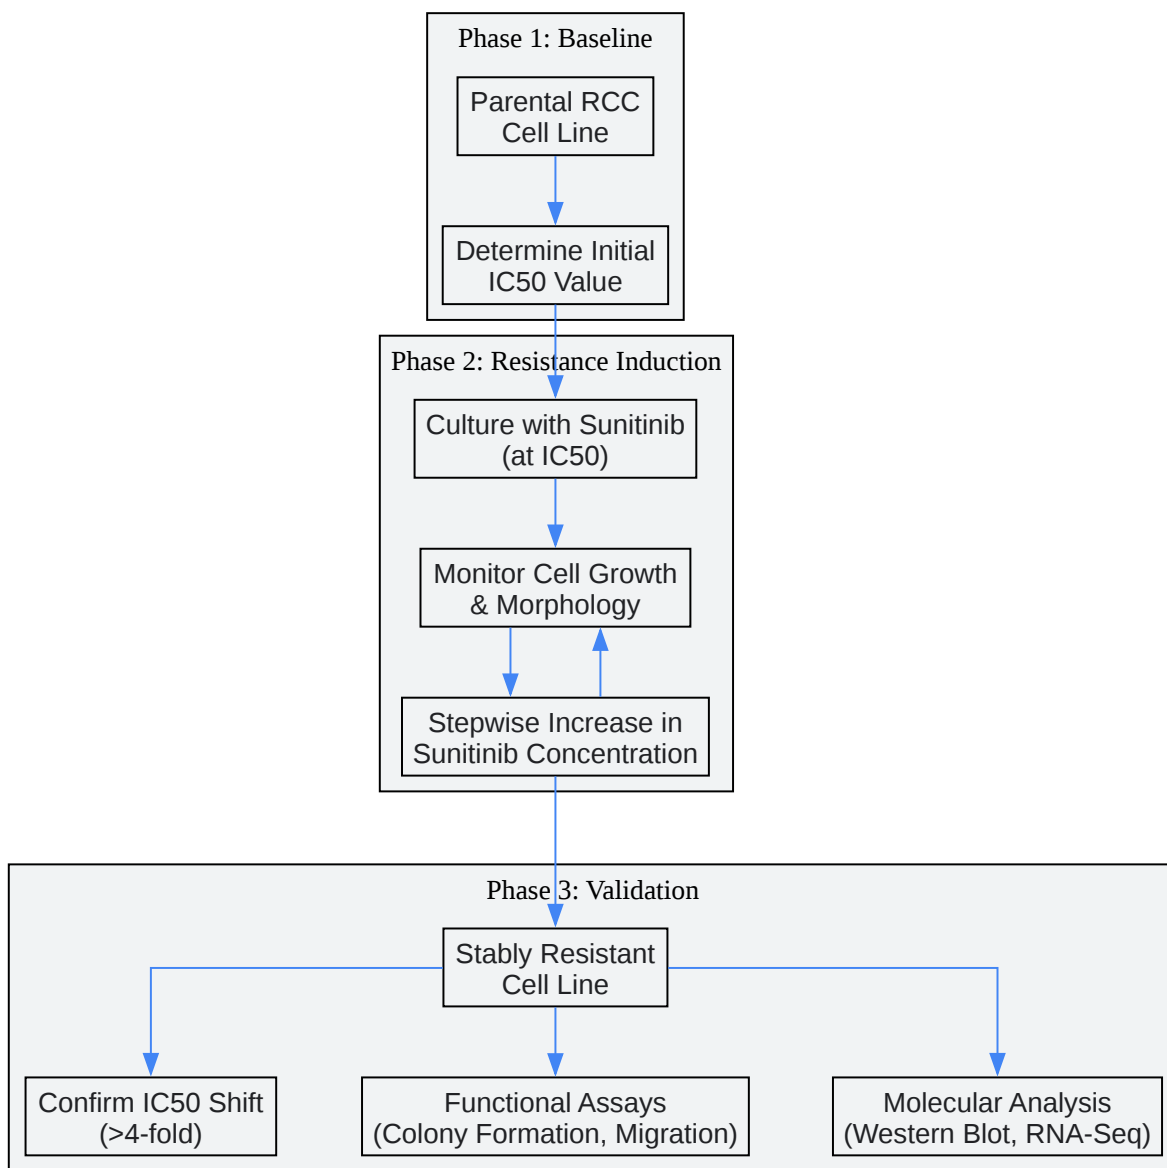 Phase 1: Baseline
Parental RCC
Cell Line
Determine Initial
IC50 Value
Phase 2: Resistance Induction
Culture with Sunitinib
(at IC50)
Monitor Cell Growth
& Morphology
Stepwise Increase in
Sunitinib Concentration
Phase 3: Validation
Stably Resistant
Cell Line
Confirm IC50 Shift
(>4-fold)
Functional Assays
(Colony Formation, Migration)
Molecular Analysis
(Western Blot, RNA-Seq)